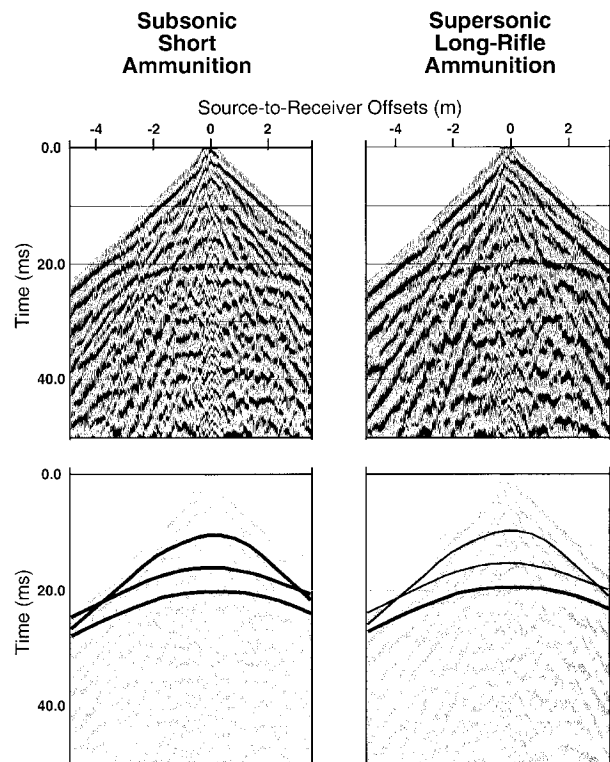 Subsonic
Short
Ammunition
Supersonic
Long-Rifle
Ammunition
Source-to-Receiver Offsets (m)
-4 -2 0 2 -4 -2 0 2
0.0
20.0
40.0
Time (ms)
0.0
20.0
40.0
Time (ms)